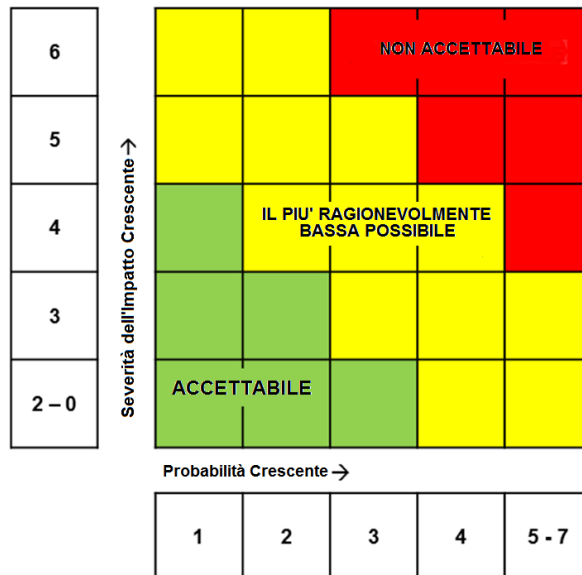 6
NON ACCETTABILE
5
4
IL PIU' RAGIONEVOLMENTE
BASSA POSSIBILE
3
2 – 0
ACCETTABILE
Severità dell'Impatto Crescente →
Probabilità Crescente →
1 2 3 4 5 - 7